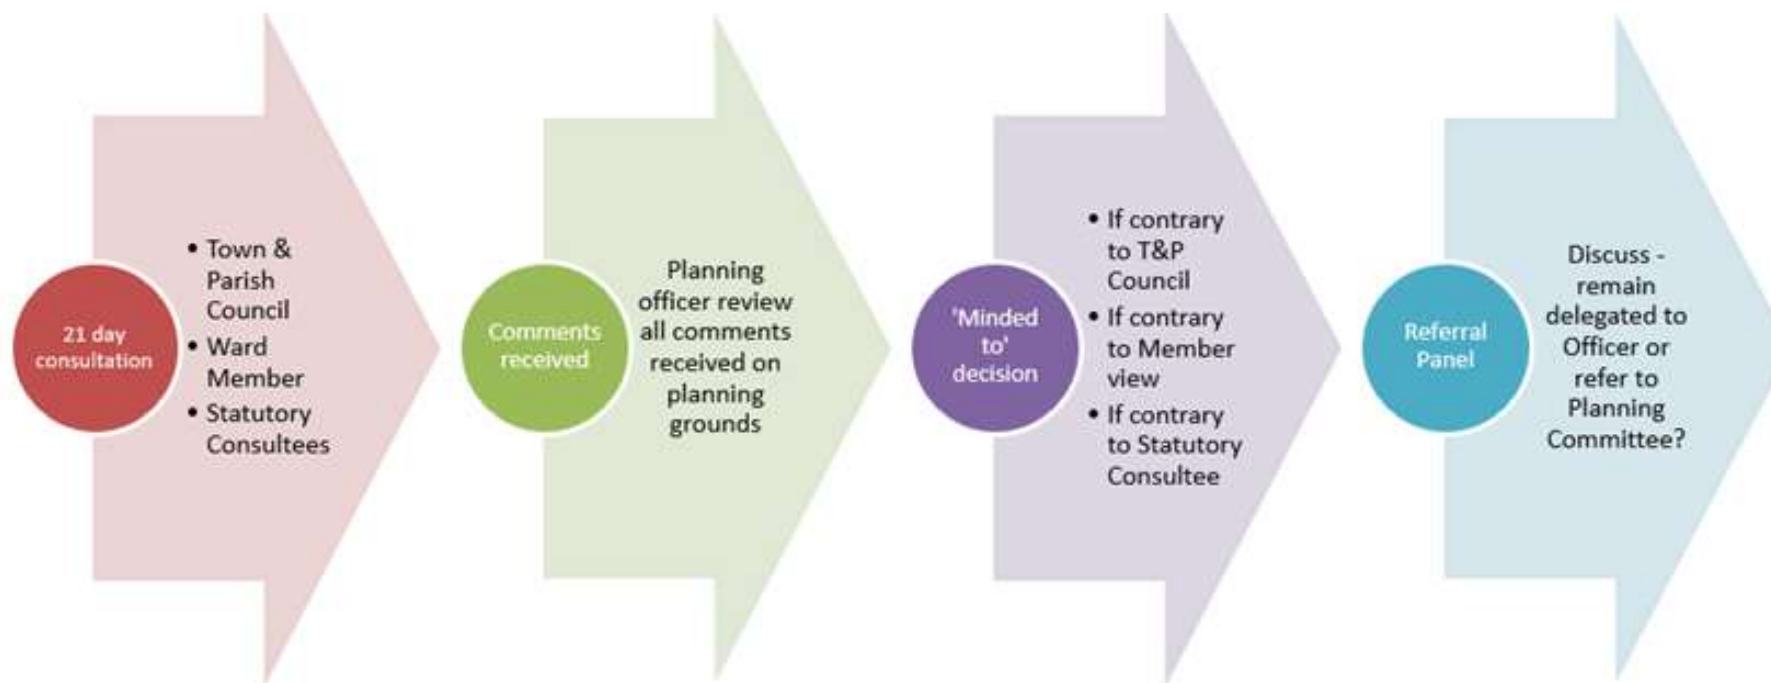 21 day
consultation
• Town &
Parish
Council
• Ward
Member
• Statutory
Consultees
Comments
received
Planning
officer review
all comments
received on
planning
grounds
'Minded
to'
decision
• If contrary
to T&P
Council
• If contrary
to Member
view
• If contrary
to Statutory
Consultee
Referral
Panel
Discuss -
remain
delegated to
Officer or
refer to
Planning
Committee?